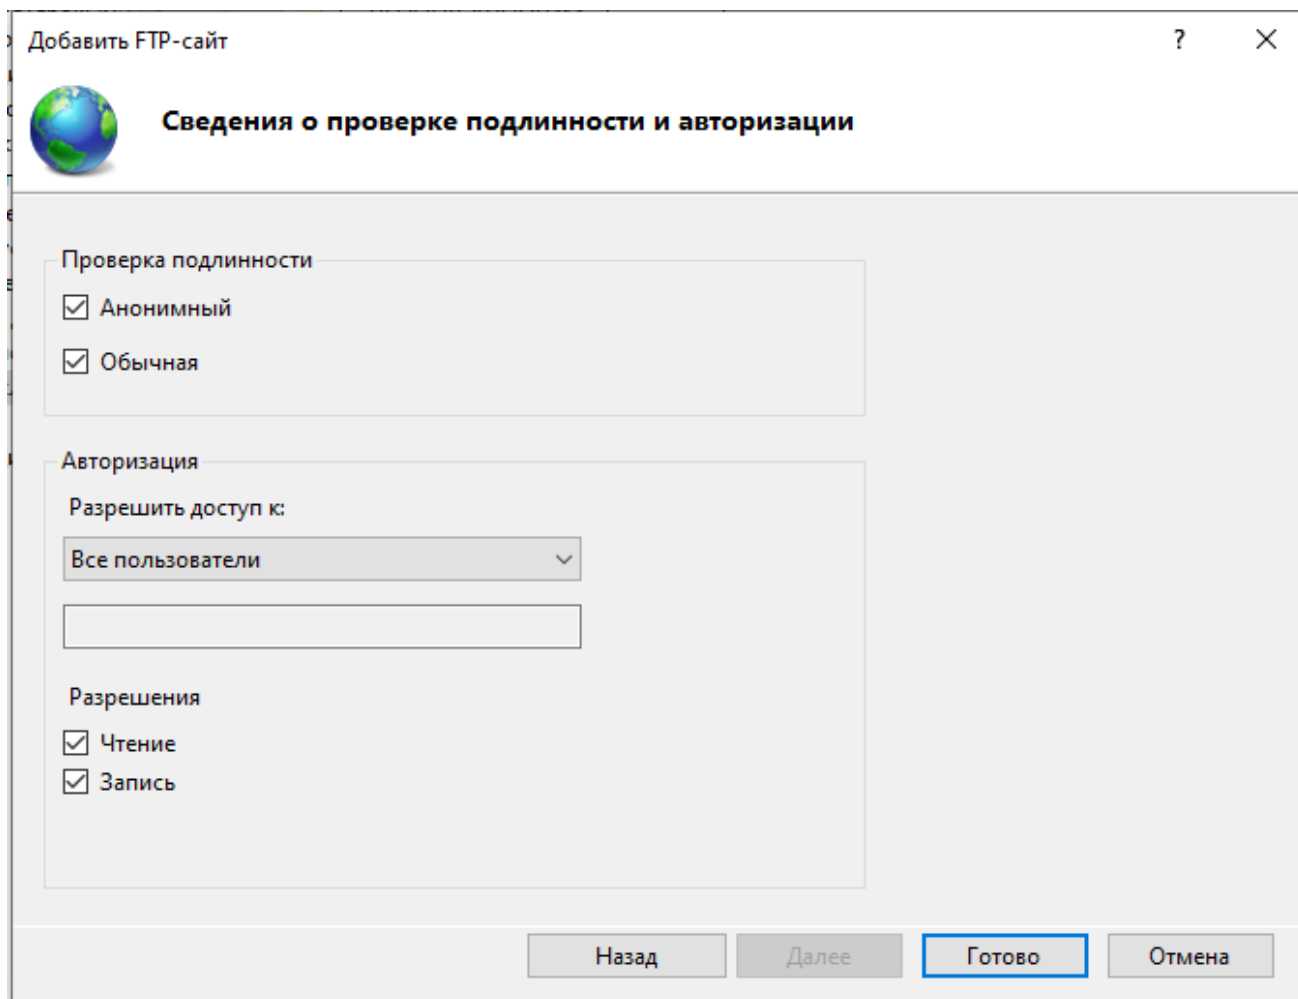 Добавить FTP-сайт
?
Сведения о проверке подлинности и авторизации
Проверка подлинности
Анонимный
Обычная
Авторизация
Разрешить доступ к:
Все пользователи
Разрешения
Чтение
Запись
Назад Далее Готово Отмена